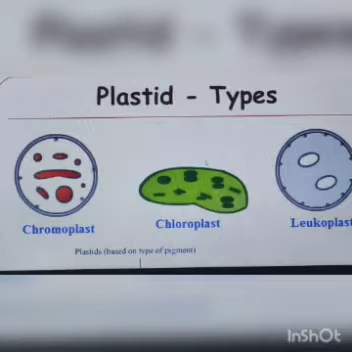 Plastid - Types
Chromoplast
Chloroplast
Leukoplast
Plastids (based on type of pigment)
InShOt